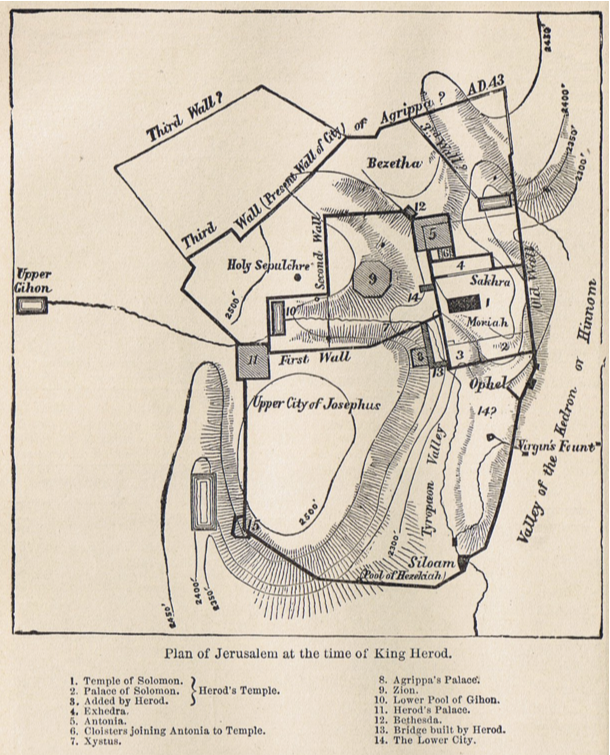 2450'
Third Wall?
Agrippa?
A.D.43
2400'
2350'
2300'
of
Third Wall (Present Wall of City)
2nd Wall?
Bezetha
12
5
Second Wall
Old Wall
Upper
Gihon
Holy Sepulchre
9
4
Sakhra
14
1
2500'
10
7
Moriah
2
11
First Wall
8
3
13
Ophel
Upper City of Josephus
14?
Virgin's Fount
Valley of the Kedron or Hinnom
Tyropœon Valley
2500'
15
2300'
Siloam
(Pool of Hezekiah)
2400'
2350'
2450'
Plan of Jerusalem at the time of King Herod.
1. Temple of Solomon.
2. Palace of Solomon.
3. Added by Herod.
Herod's Temple.
4. Exhedra.
5. Antonia.
6. Cloisters joining Antonia to Temple.
7. Xystus.
8. Agrippa's Palace.
9. Zion.
10. Lower Pool of Gihon.
11. Herod's Palace.
12. Bethesda.
13. Bridge built by Herod.
14. The Lower City.